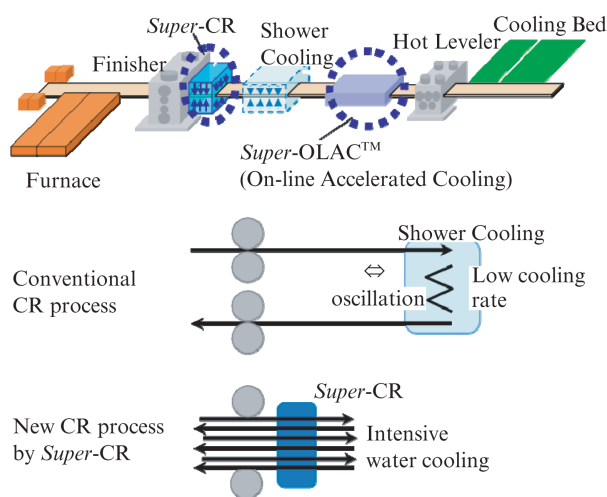 Super-CR
Shower
Cooling
Cooling Bed
Finisher
Hot Leveler
Super-OLAC™
(On-line Accelerated Cooling)
Furnace
Shower Cooling
Conventional
CR process
⇔
oscillation
Low cooling
rate
Super-CR
New CR process
by Super-CR
Intensive
water cooling